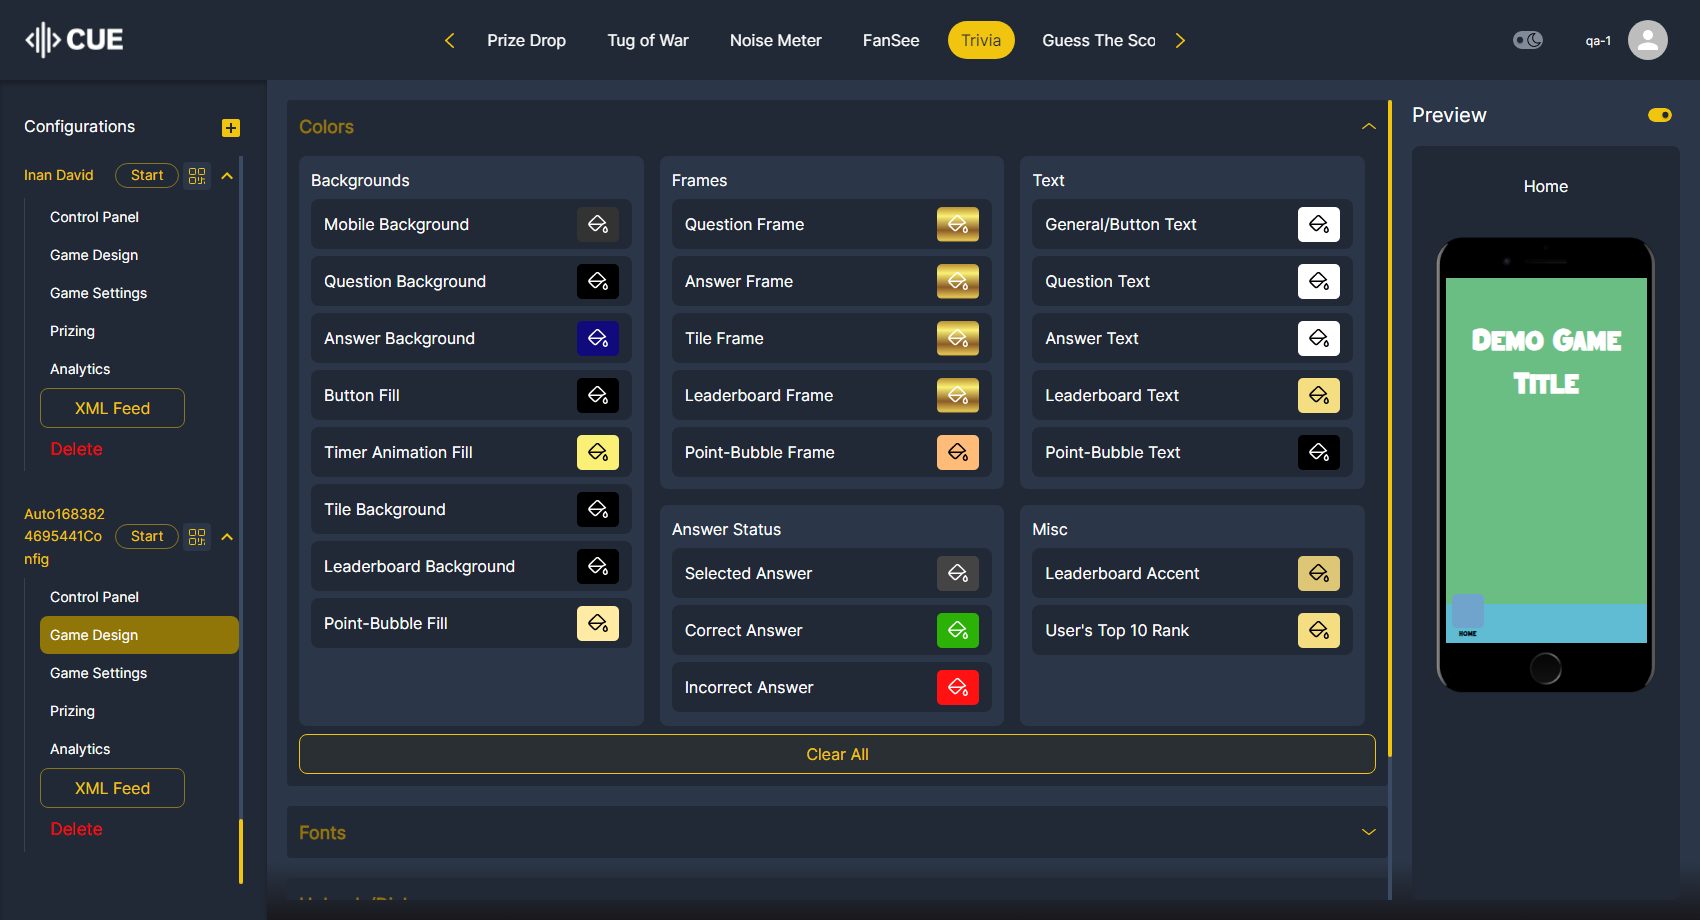 CUE
Prize Drop
Tug of War
Noise Meter
FanSee
Trivia
Guess The Sco
qa-1
Configurations
Inan David
Start
Control Panel
Game Design
Game Settings
Prizing
Analytics
XML Feed
Delete
Auto168382
4695441Co
nfig
Start
Control Panel
Game Design
Game Settings
Prizing
Analytics
XML Feed
Delete
Colors
Backgrounds
Mobile Background
Question Background
Answer Background
Button Fill
Timer Animation Fill
Tile Background
Leaderboard Background
Point-Bubble Fill
Frames
Question Frame
Answer Frame
Tile Frame
Leaderboard Frame
Point-Bubble Frame
Text
General/Button Text
Question Text
Answer Text
Leaderboard Text
Point-Bubble Text
Answer Status
Selected Answer
Correct Answer
Incorrect Answer
Misc
Leaderboard Accent
User's Top 10 Rank
Clear All
Fonts
Preview
Home
Demo Game
Title
HOME